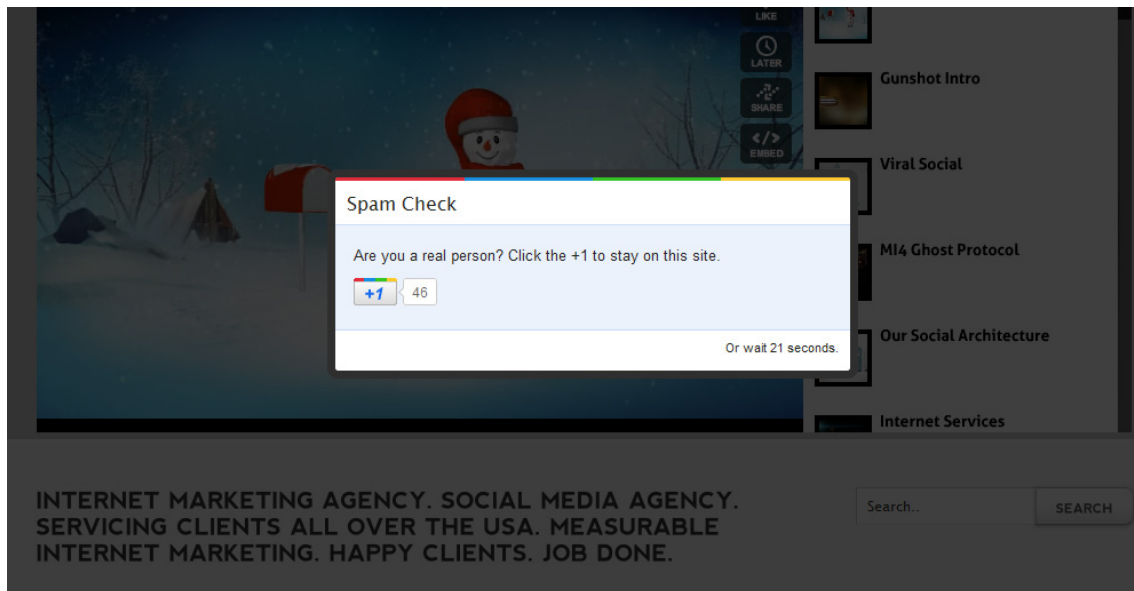 LIKE
LATER
SHARE
</>
EMBED
Gunshot Intro
Viral Social
MI4 Ghost Protocol
Our Social Architecture
Internet Services
Spam Check
Are you a real person? Click the +1 to stay on this site.
+1 46
Or wait 21 seconds.
INTERNET MARKETING AGENCY. SOCIAL MEDIA AGENCY.
SERVICING CLIENTS ALL OVER THE USA. MEASURABLE
INTERNET MARKETING. HAPPY CLIENTS. JOB DONE.
Search..
SEARCH